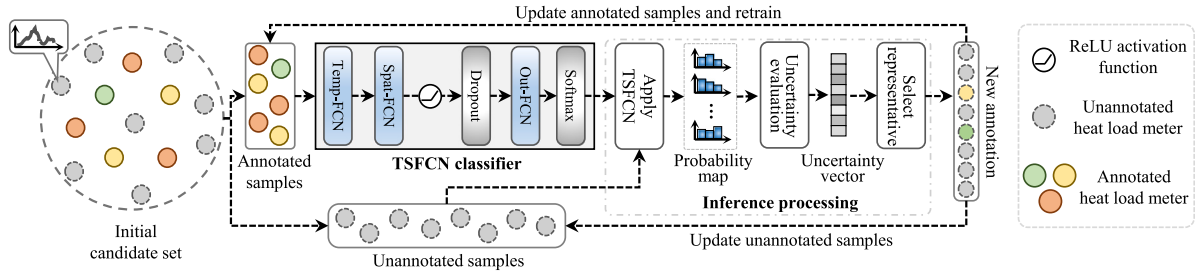 Update annotated samples and retrain
Initial
candidate set
Annotated
samples
Temp-FCN
Spat-FCN
Dropout
Out-FCN
Softmax
TSFCN classifier
Unannotated samples
Apply
TSFCN
Probability
map
Uncertainty
evaluation
Uncertainty
vector
Select
representative
Inference processing
Update unannotated samples
New annotation
ReLU activation
function
Unannotated
heat load meter
Annotated
heat load meter